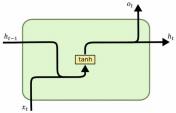 o_t
h_{t-1}
h_t
tanh
x_t